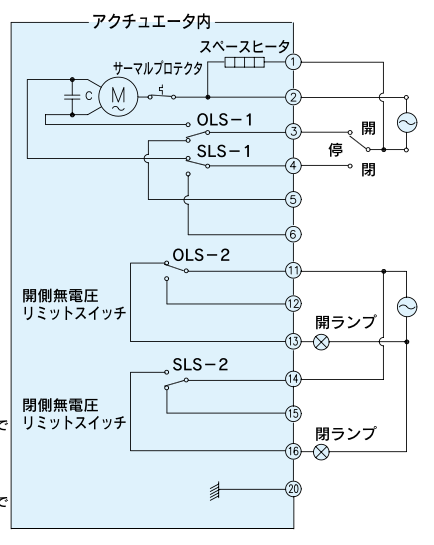 アクチュエータ内
スペースヒータ
サーマルプロテクタ
C
M
1
2
OLS-1
3
開
停
SLS-1
4
閉
5
6
OLS-2
11
開側無電圧
リミットスイッチ
12
開ランプ
13
SLS-2
14
閉側無電圧
リミットスイッチ
15
閉ランプ
16
で
20
で